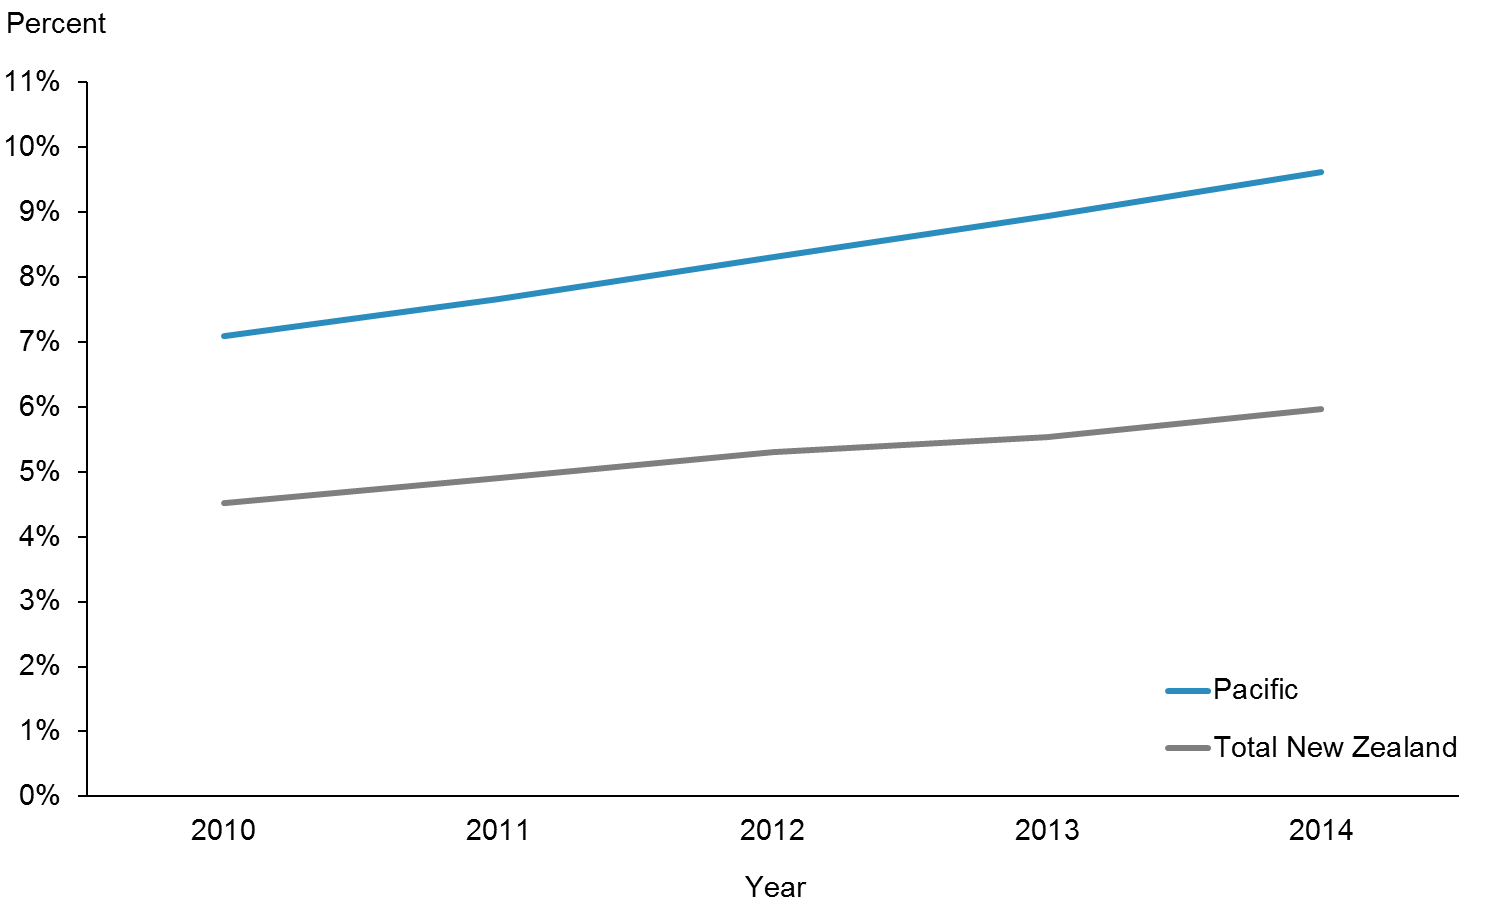 Percent
11%
10%
9%
8%
7%
6%
5%
4%
3%
2%
1%
0%
Pacific
Total New Zealand
2010 2011 2012 2013 2014
Year